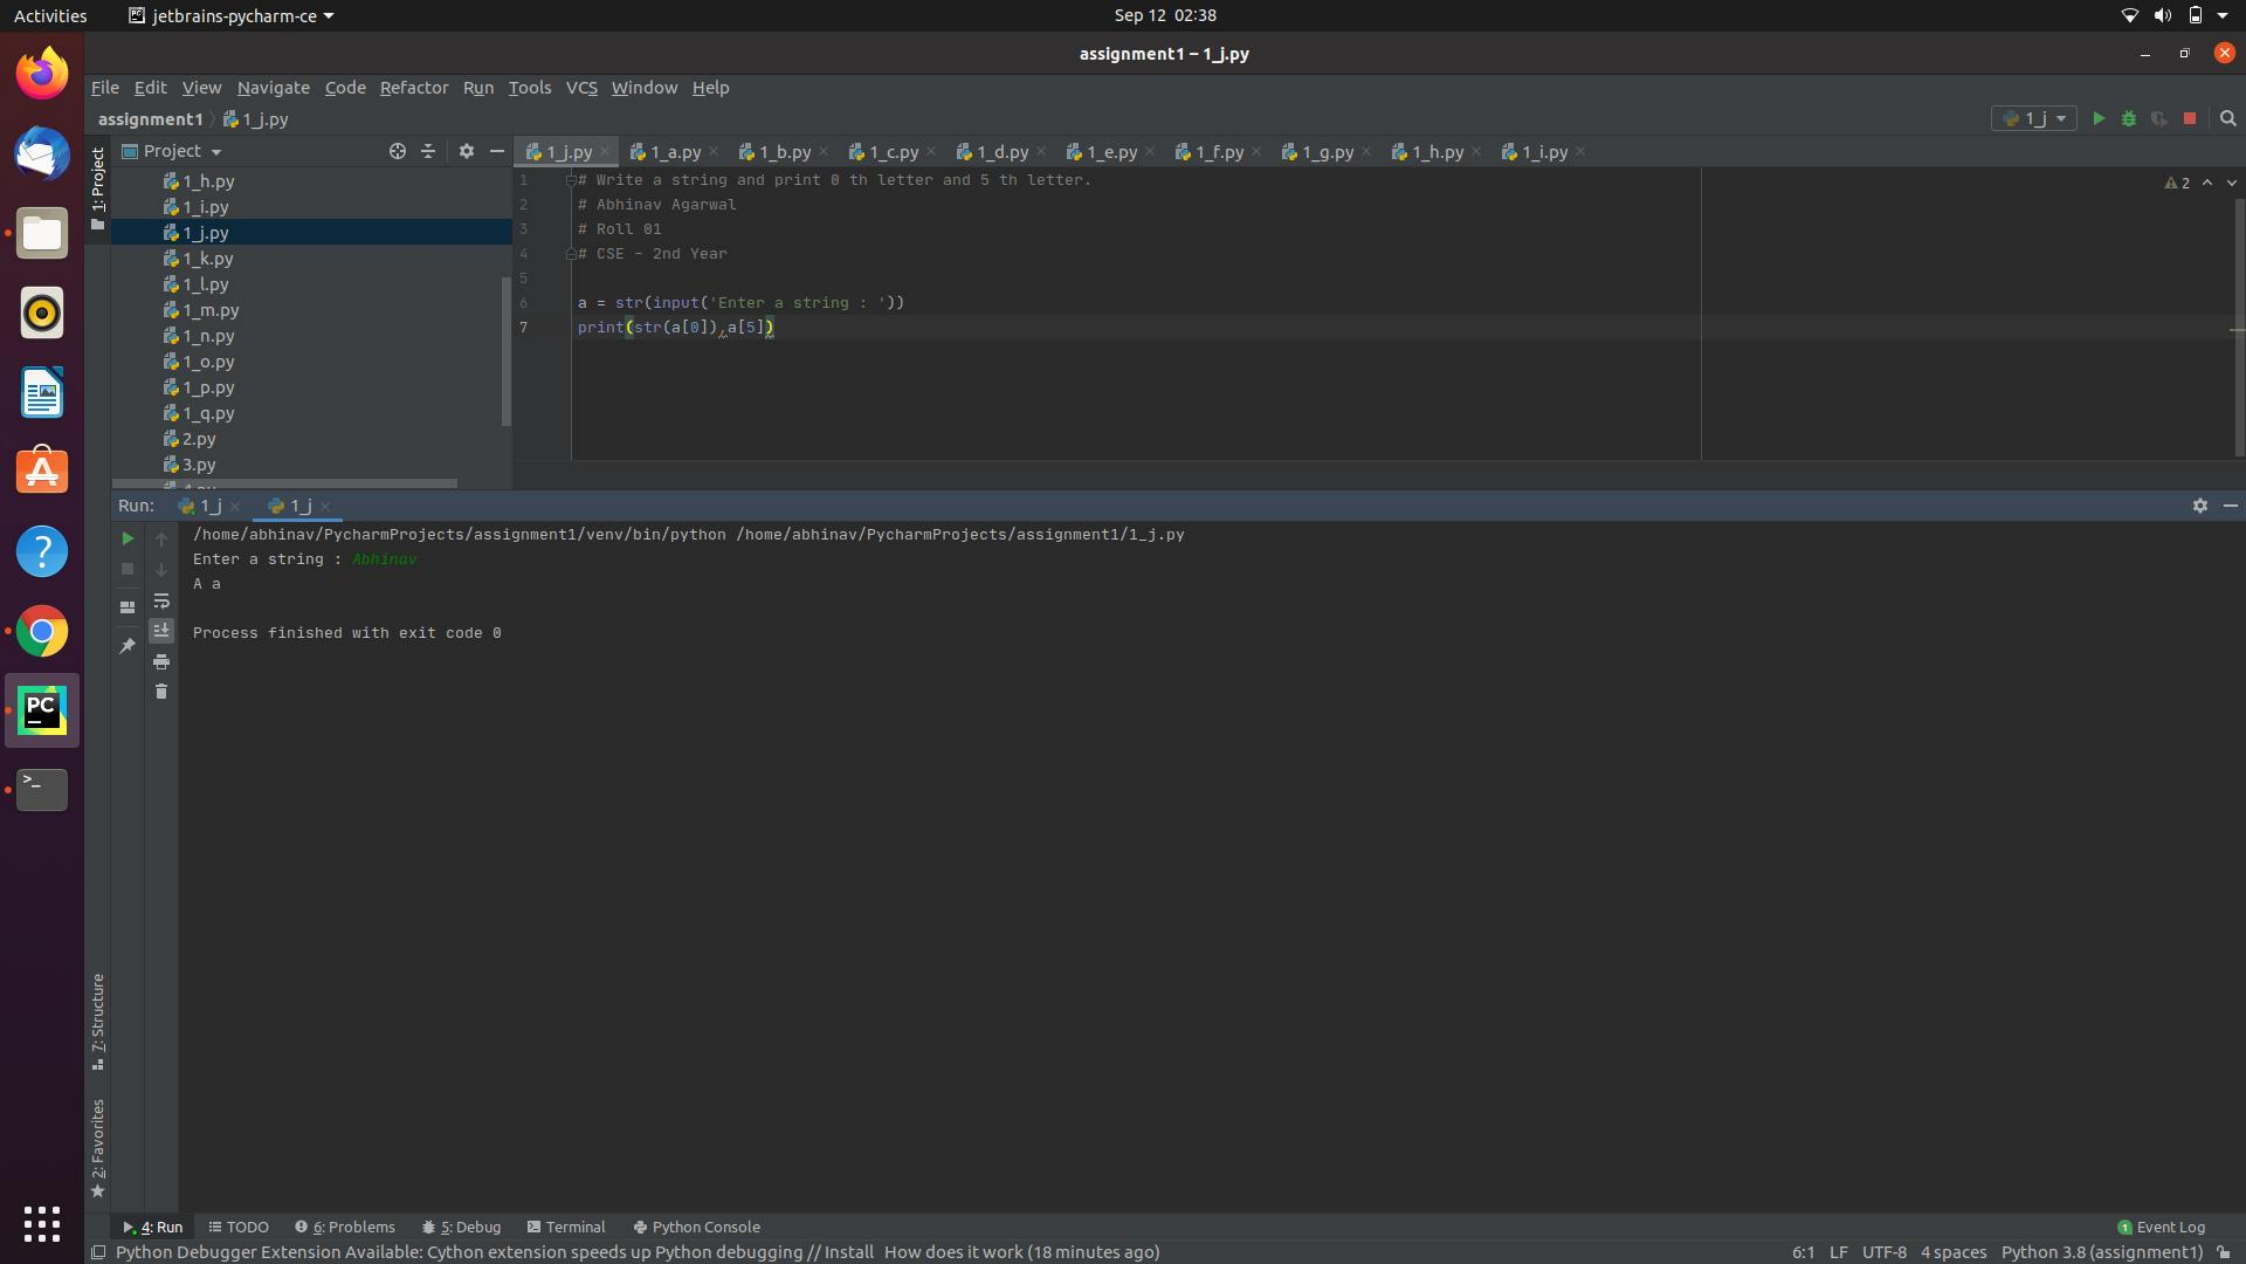 Activities jetbrains-pycharm-ce Sep 12 02:38
assignment1 – 1_j.py
File Edit View Navigate Code Refactor Run Tools VCS Window Help
assignment1 1_j.py 1_j
1: Project
Project
1_j.py 1_a.py 1_b.py 1_c.py 1_d.py 1_e.py 1_f.py 1_g.py 1_h.py 1_i.py
1_h.py
1_i.py
1_j.py
1_k.py
1_l.py
1_m.py
1_n.py
1_o.py
1_p.py
1_q.py
2.py
3.py
1 # Write a string and print 0 th letter and 5 th letter.
2 # Abhinav Agarwal
3 # Roll 01
4 # CSE - 2nd Year
5
6 a = str(input('Enter a string : '))
7 print(str(a[0]),a[5])
2
Run: 1_j 1_j
/home/abhinav/PycharmProjects/assignment1/venv/bin/python /home/abhinav/PycharmProjects/assignment1/1_j.py
Enter a string : Abhinav
A a
Process finished with exit code 0
PC
7: Structure
2: Favorites
4: Run TODO 6: Problems 5: Debug Terminal Python Console 1 Event Log
Python Debugger Extension Available: Cython extension speeds up Python debugging // Install How does it work (18 minutes ago) 6:1 LF UTF-8 4 spaces Python 3.8 (assignment1)